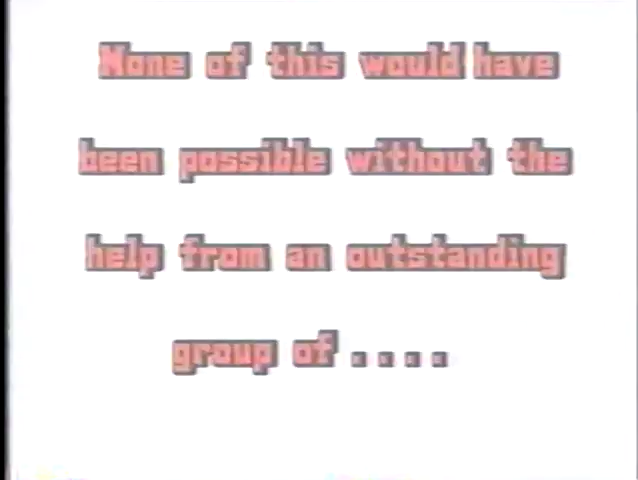 None of this would have
been possible without the
help from an outstanding
group of....